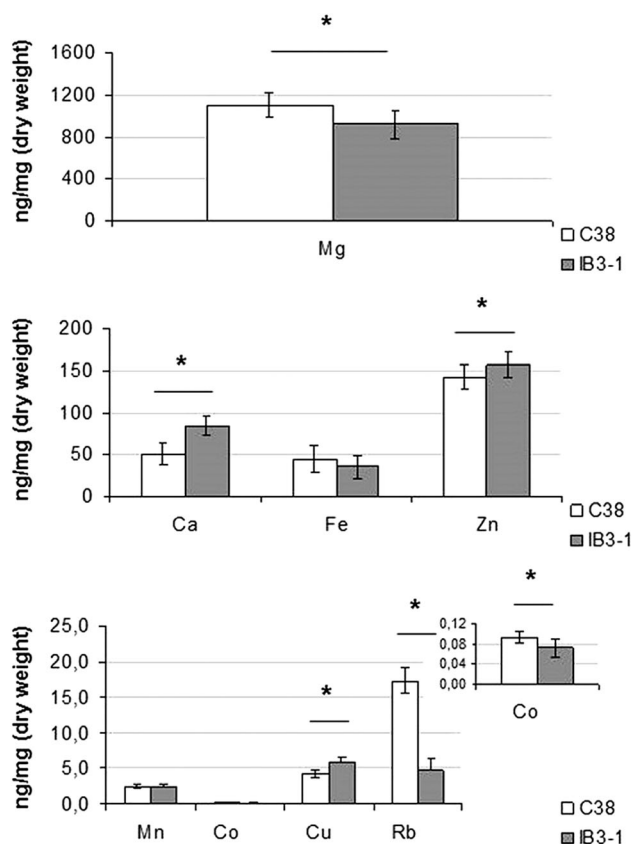 *
ng/mg (dry weight)
1600
1200
800
400
0
Mg
C38
IB3-1
ng/mg (dry weight)
200
150
100
50
0
*
*
Ca Fe Zn
C38
IB3-1
ng/mg (dry weight)
25,0
20,0
15,0
10,0
5,0
0,0
*
*
Mn Co Cu Rb
*
0,12
0,08
0,04
0,00
Co
C38
IB3-1